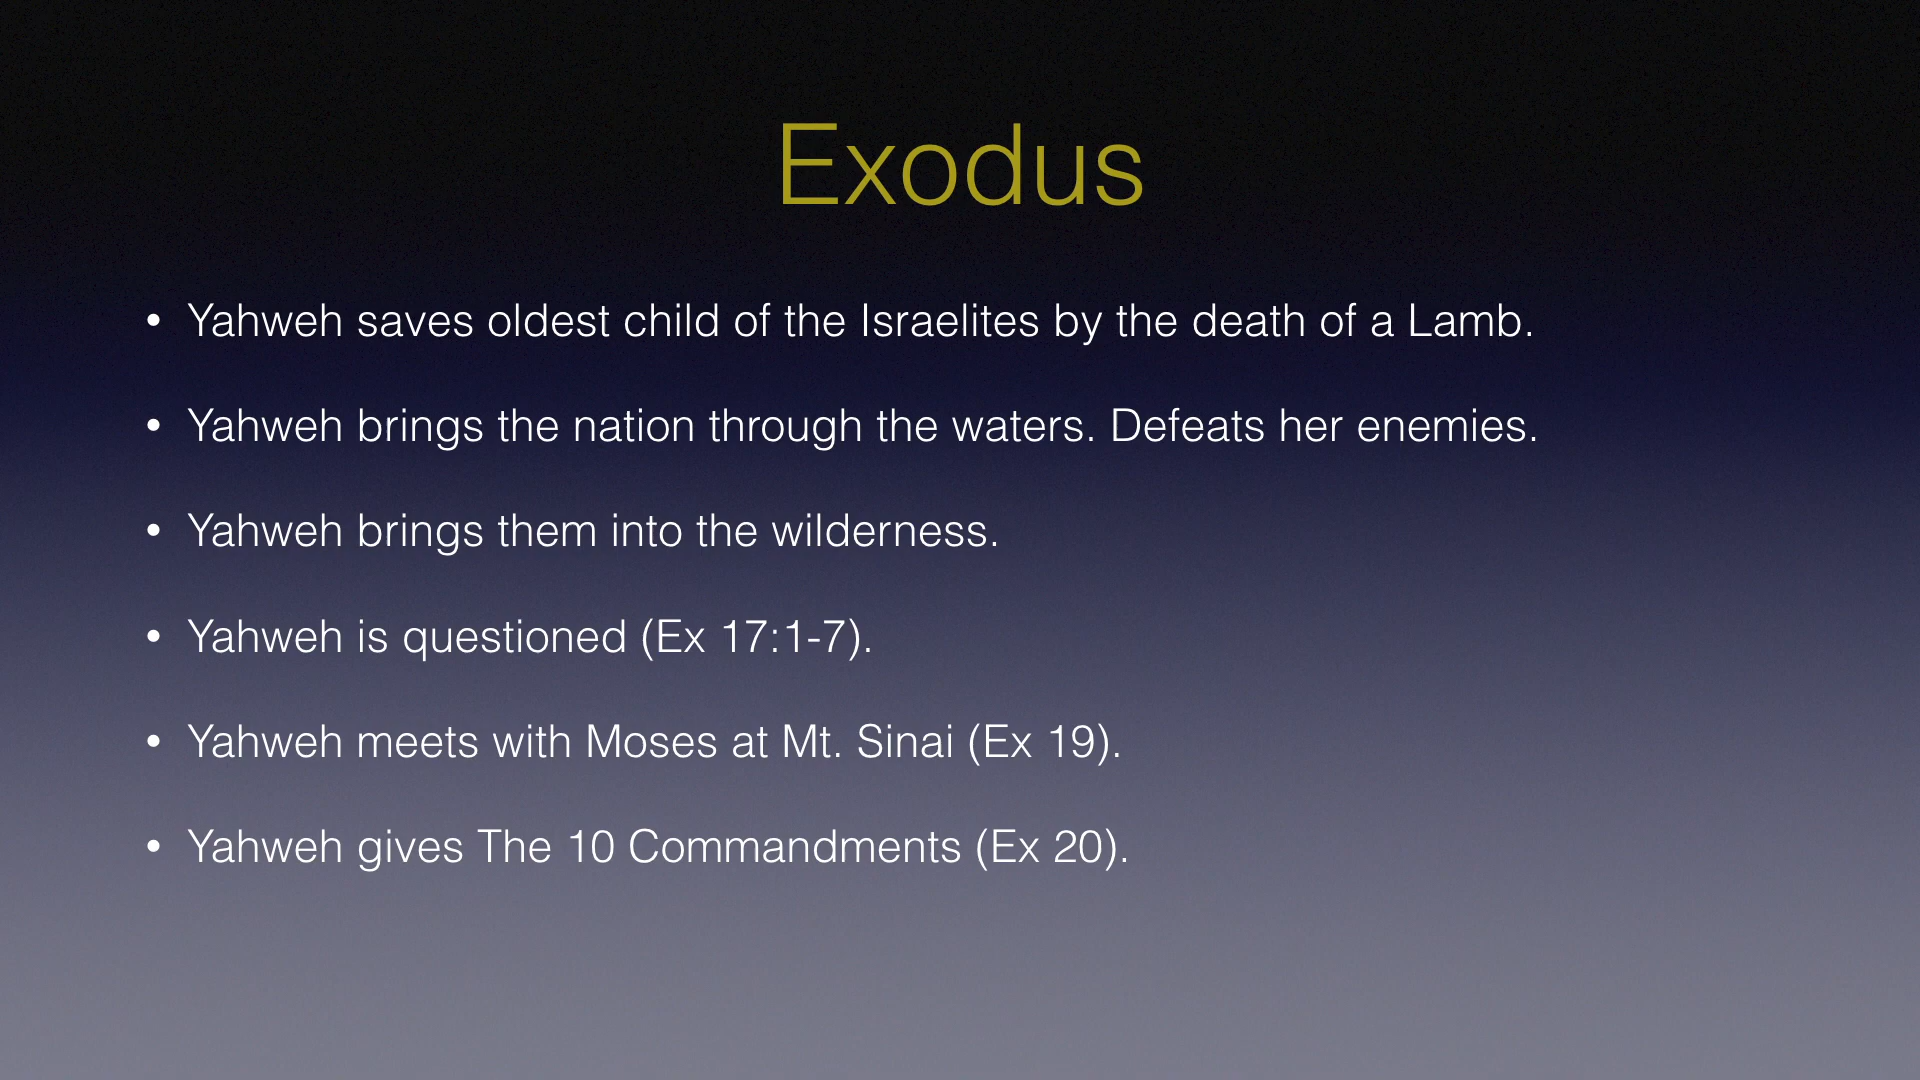 Exodus
• Yahweh saves oldest child of the Israelites by the death of a Lamb.
• Yahweh brings the nation through the waters. Defeats her enemies.
• Yahweh brings them into the wilderness.
• Yahweh is questioned (Ex 17:1-7).
• Yahweh meets with Moses at Mt. Sinai (Ex 19).
• Yahweh gives The 10 Commandments (Ex 20).